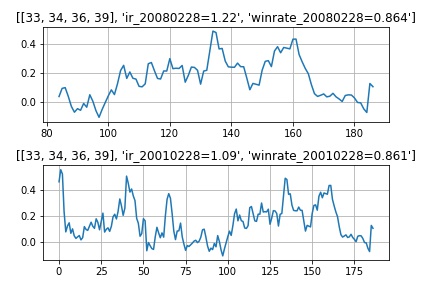 [[33, 34, 36, 39], 'ir_20080228=1.22', 'winrate_20080228=0.864']
0.4
0.2
0.0
80 100 120 140 160 180
[[33, 34, 36, 39], 'ir_20010228=1.09', 'winrate_20010228=0.861']
0.4
0.2
0.0
0 25 50 75 100 125 150 175